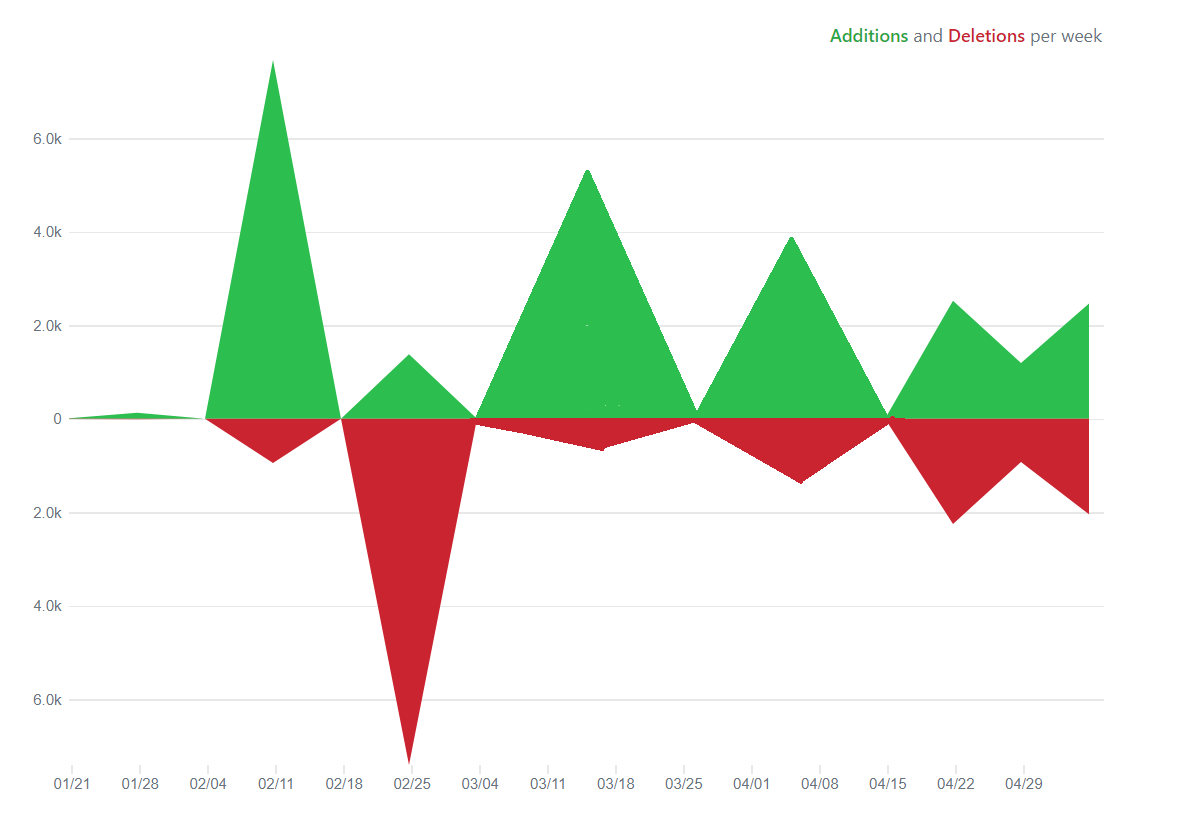 Additions and Deletions per week
6.0k
4.0k
2.0k
0
2.0k
4.0k
6.0k
01/21 01/28 02/04 02/11 02/18 02/25 03/04 03/11 03/18 03/25 04/01 04/08 04/15 04/22 04/29